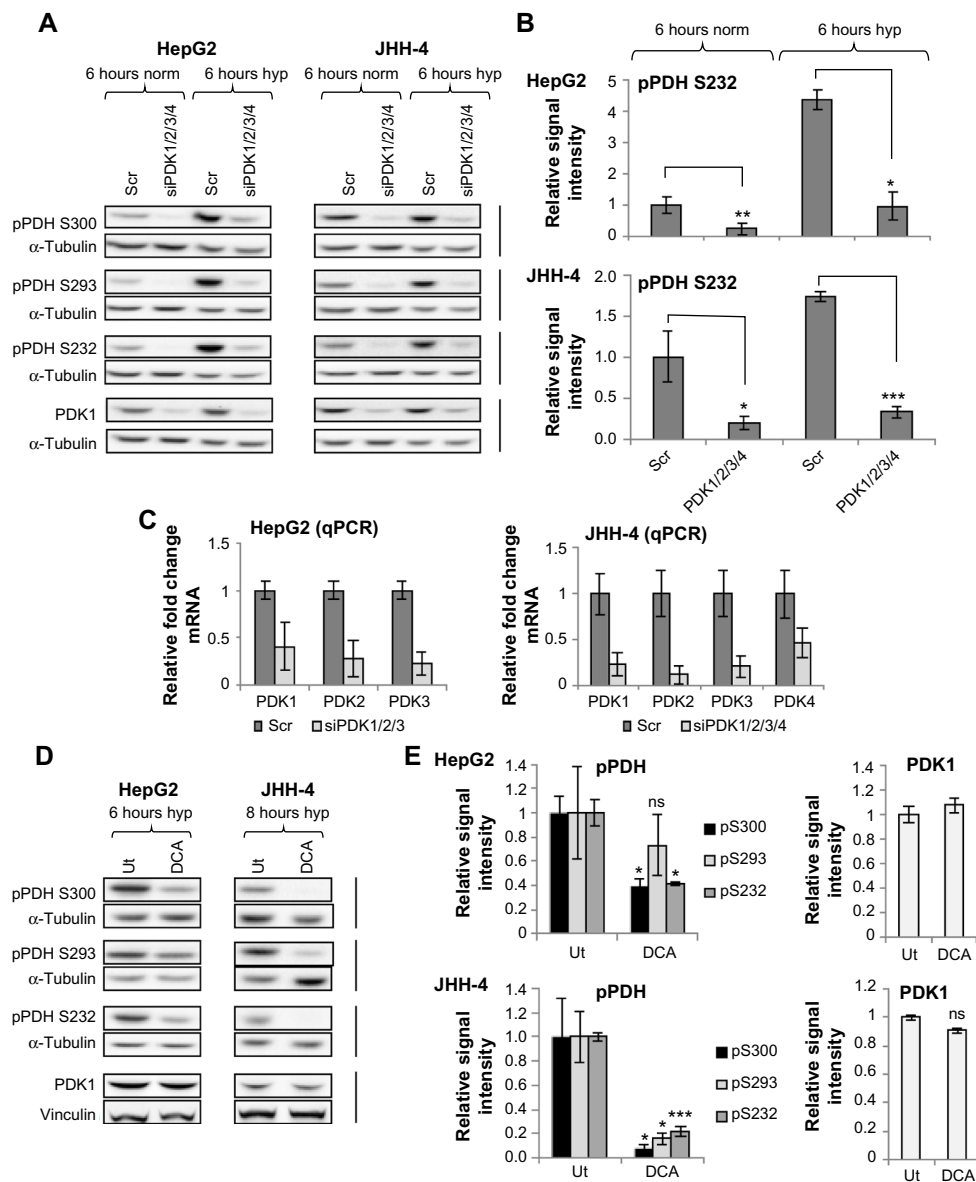 A
HepG2
JHH-4
6 hours norm
6 hours hyp
6 hours norm
6 hours hyp
Scr
siPDK1/2/3/4
Scr
siPDK1/2/3/4
Scr
siPDK1/2/3/4
Scr
siPDK1/2/3/4
pPDH S300
α-Tubulin
pPDH S293
α-Tubulin
pPDH S232
α-Tubulin
PDK1
α-Tubulin
B
6 hours norm
6 hours hyp
HepG2
pPDH S232
Relative signal
intensity
5
4
3
2
1
0
**
*
JHH-4
pPDH S232
Relative signal
intensity
2.0
1.5
1.0
0.5
0.0
*
***
Scr
PDK1/2/3/4
Scr
PDK1/2/3/4
C
HepG2 (qPCR)
Relative fold change
mRNA
1.5
1
0.5
0
PDK1 PDK2 PDK3
Scr siPDK1/2/3
JHH-4 (qPCR)
Relative fold change
mRNA
1.5
1
0.5
0
PDK1 PDK2 PDK3 PDK4
Scr siPDK1/2/3/4
D
HepG2
JHH-4
6 hours hyp
8 hours hyp
Ut
DCA
Ut
DCA
pPDH S300
α-Tubulin
pPDH S293
α-Tubulin
pPDH S232
α-Tubulin
PDK1
Vinculin
E
HepG2
pPDH
Relative signal
intensity
1.4
1.2
1
0.8
0.6
0.4
0.2
0
*
ns
*
Ut DCA
pS300
pS293
pS232
PDK1
Relative signal
intensity
1.4
1.2
1
0.8
0.6
0.4
0.2
0
Ut DCA
JHH-4
pPDH
Relative signal
intensity
1.4
1.2
1
0.8
0.6
0.4
0.2
0
*
*
***
Ut DCA
pS300
pS293
pS232
PDK1
Relative signal
intensity
1.2
1
0.8
0.6
0.4
0.2
0
ns
Ut DCA